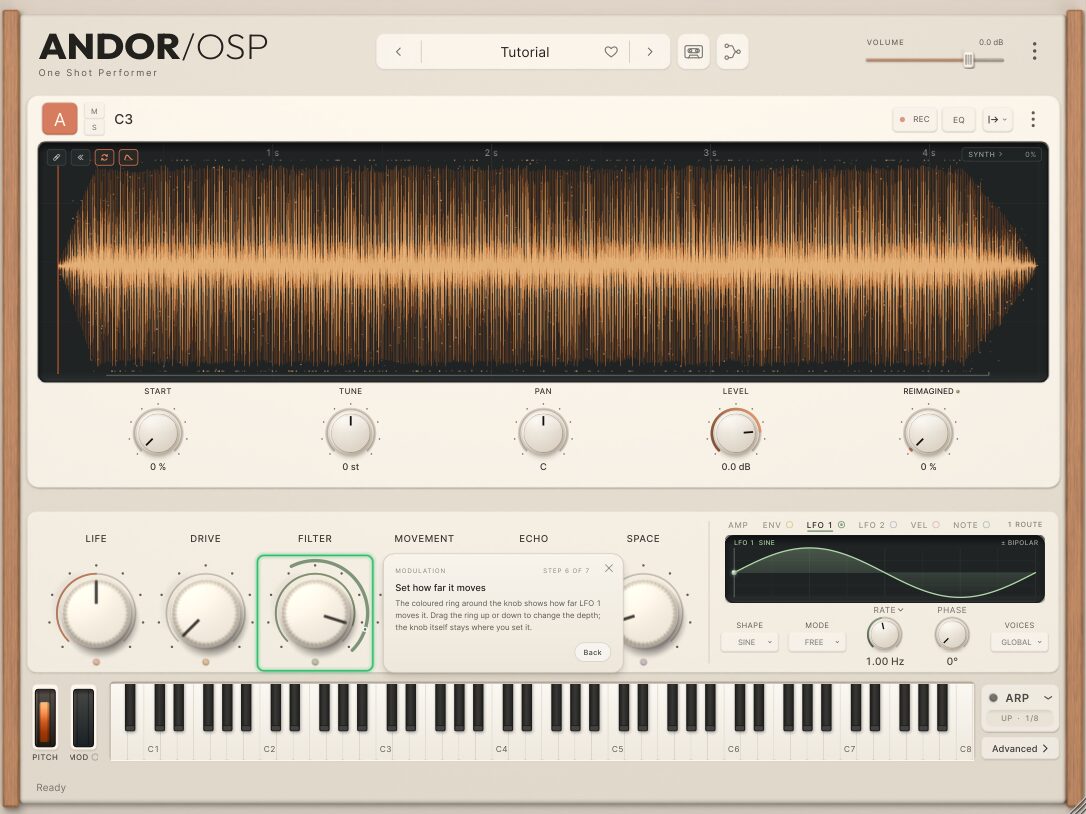 ANDOR/OSP
One Shot Performer
Tutorial
VOLUME
0.0 dB
A
M
S
C3
REC
EQ
1 s
2 s
3 s
4 s
SYNTH
0%
START
TUNE
PAN
LEVEL
REIMAGINED
0 %
0 st
C
0.0 dB
0 %
LIFE
DRIVE
FILTER
MOVEMENT
ECHO
SPACE
MODULATION
STEP 6 OF 7
Set how far it moves
The coloured ring around the knob shows how far LFO 1
moves it. Drag the ring up or down to change the depth;
the knob itself stays where you set it.
Back
AMP
ENV
LFO 1
LFO 2
VEL
NOTE
1 ROUTE
LFO 1 SINE
± BIPOLAR
RATE
PHASE
SHAPE
MODE
VOICES
SINE
FREE
GLOBAL
1.00 Hz
0°
PITCH
MOD
C1
C2
C3
C4
C5
C6
C7
C8
ARP
UP · 1/8
Advanced
Ready